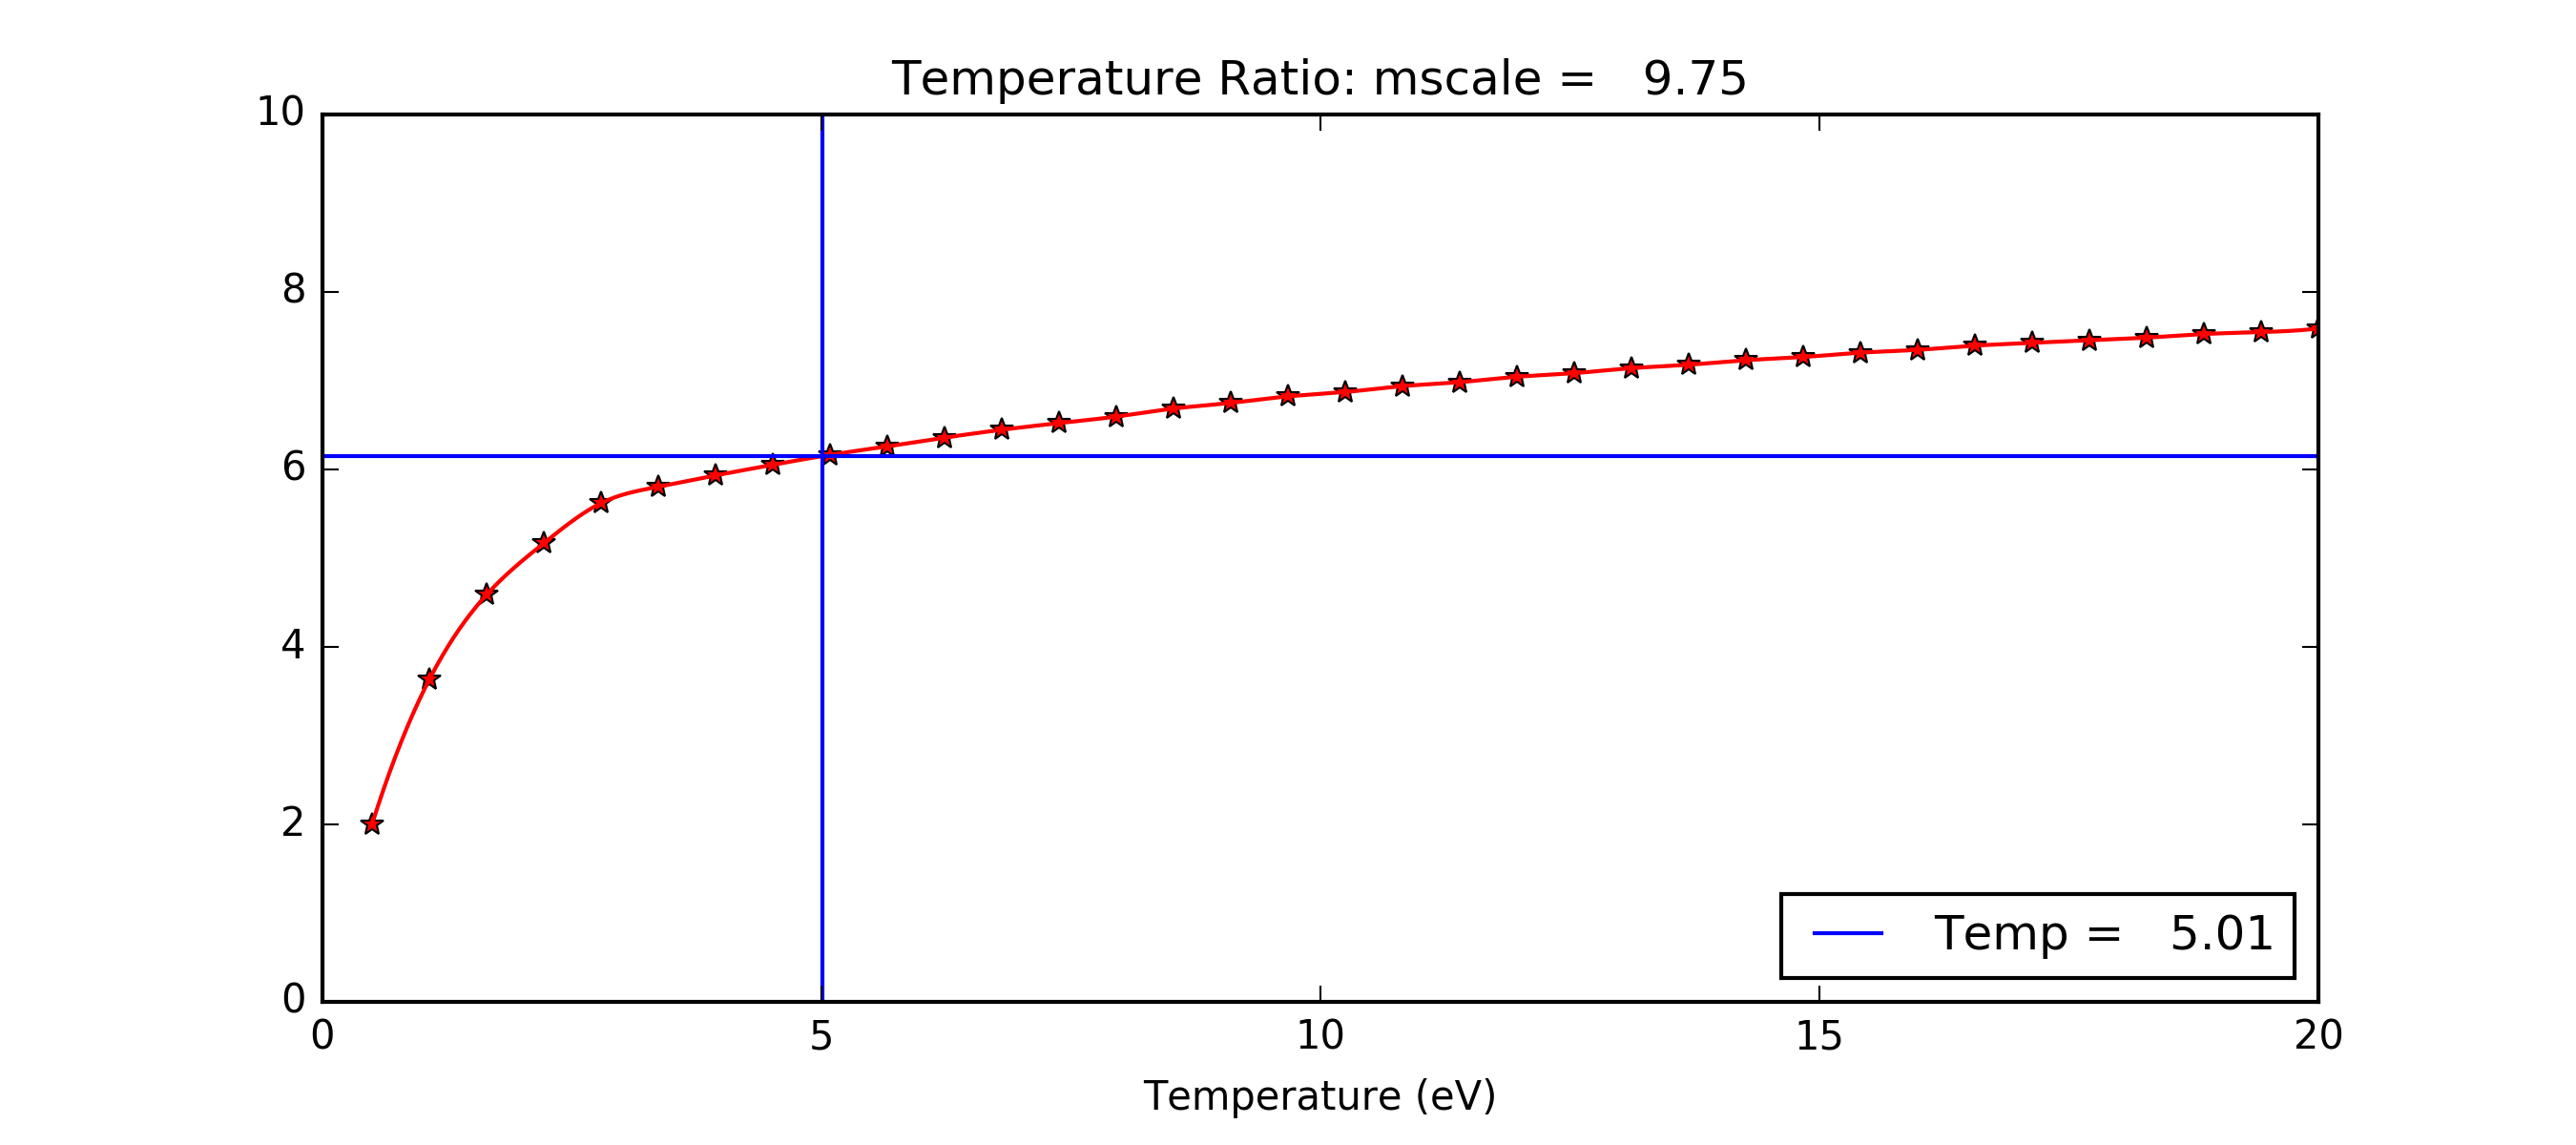 Temperature Ratio: mscale =   9.75
10
8
6
4
2
0
0 5 10 15 20
Temp =   5.01
Temperature (eV)